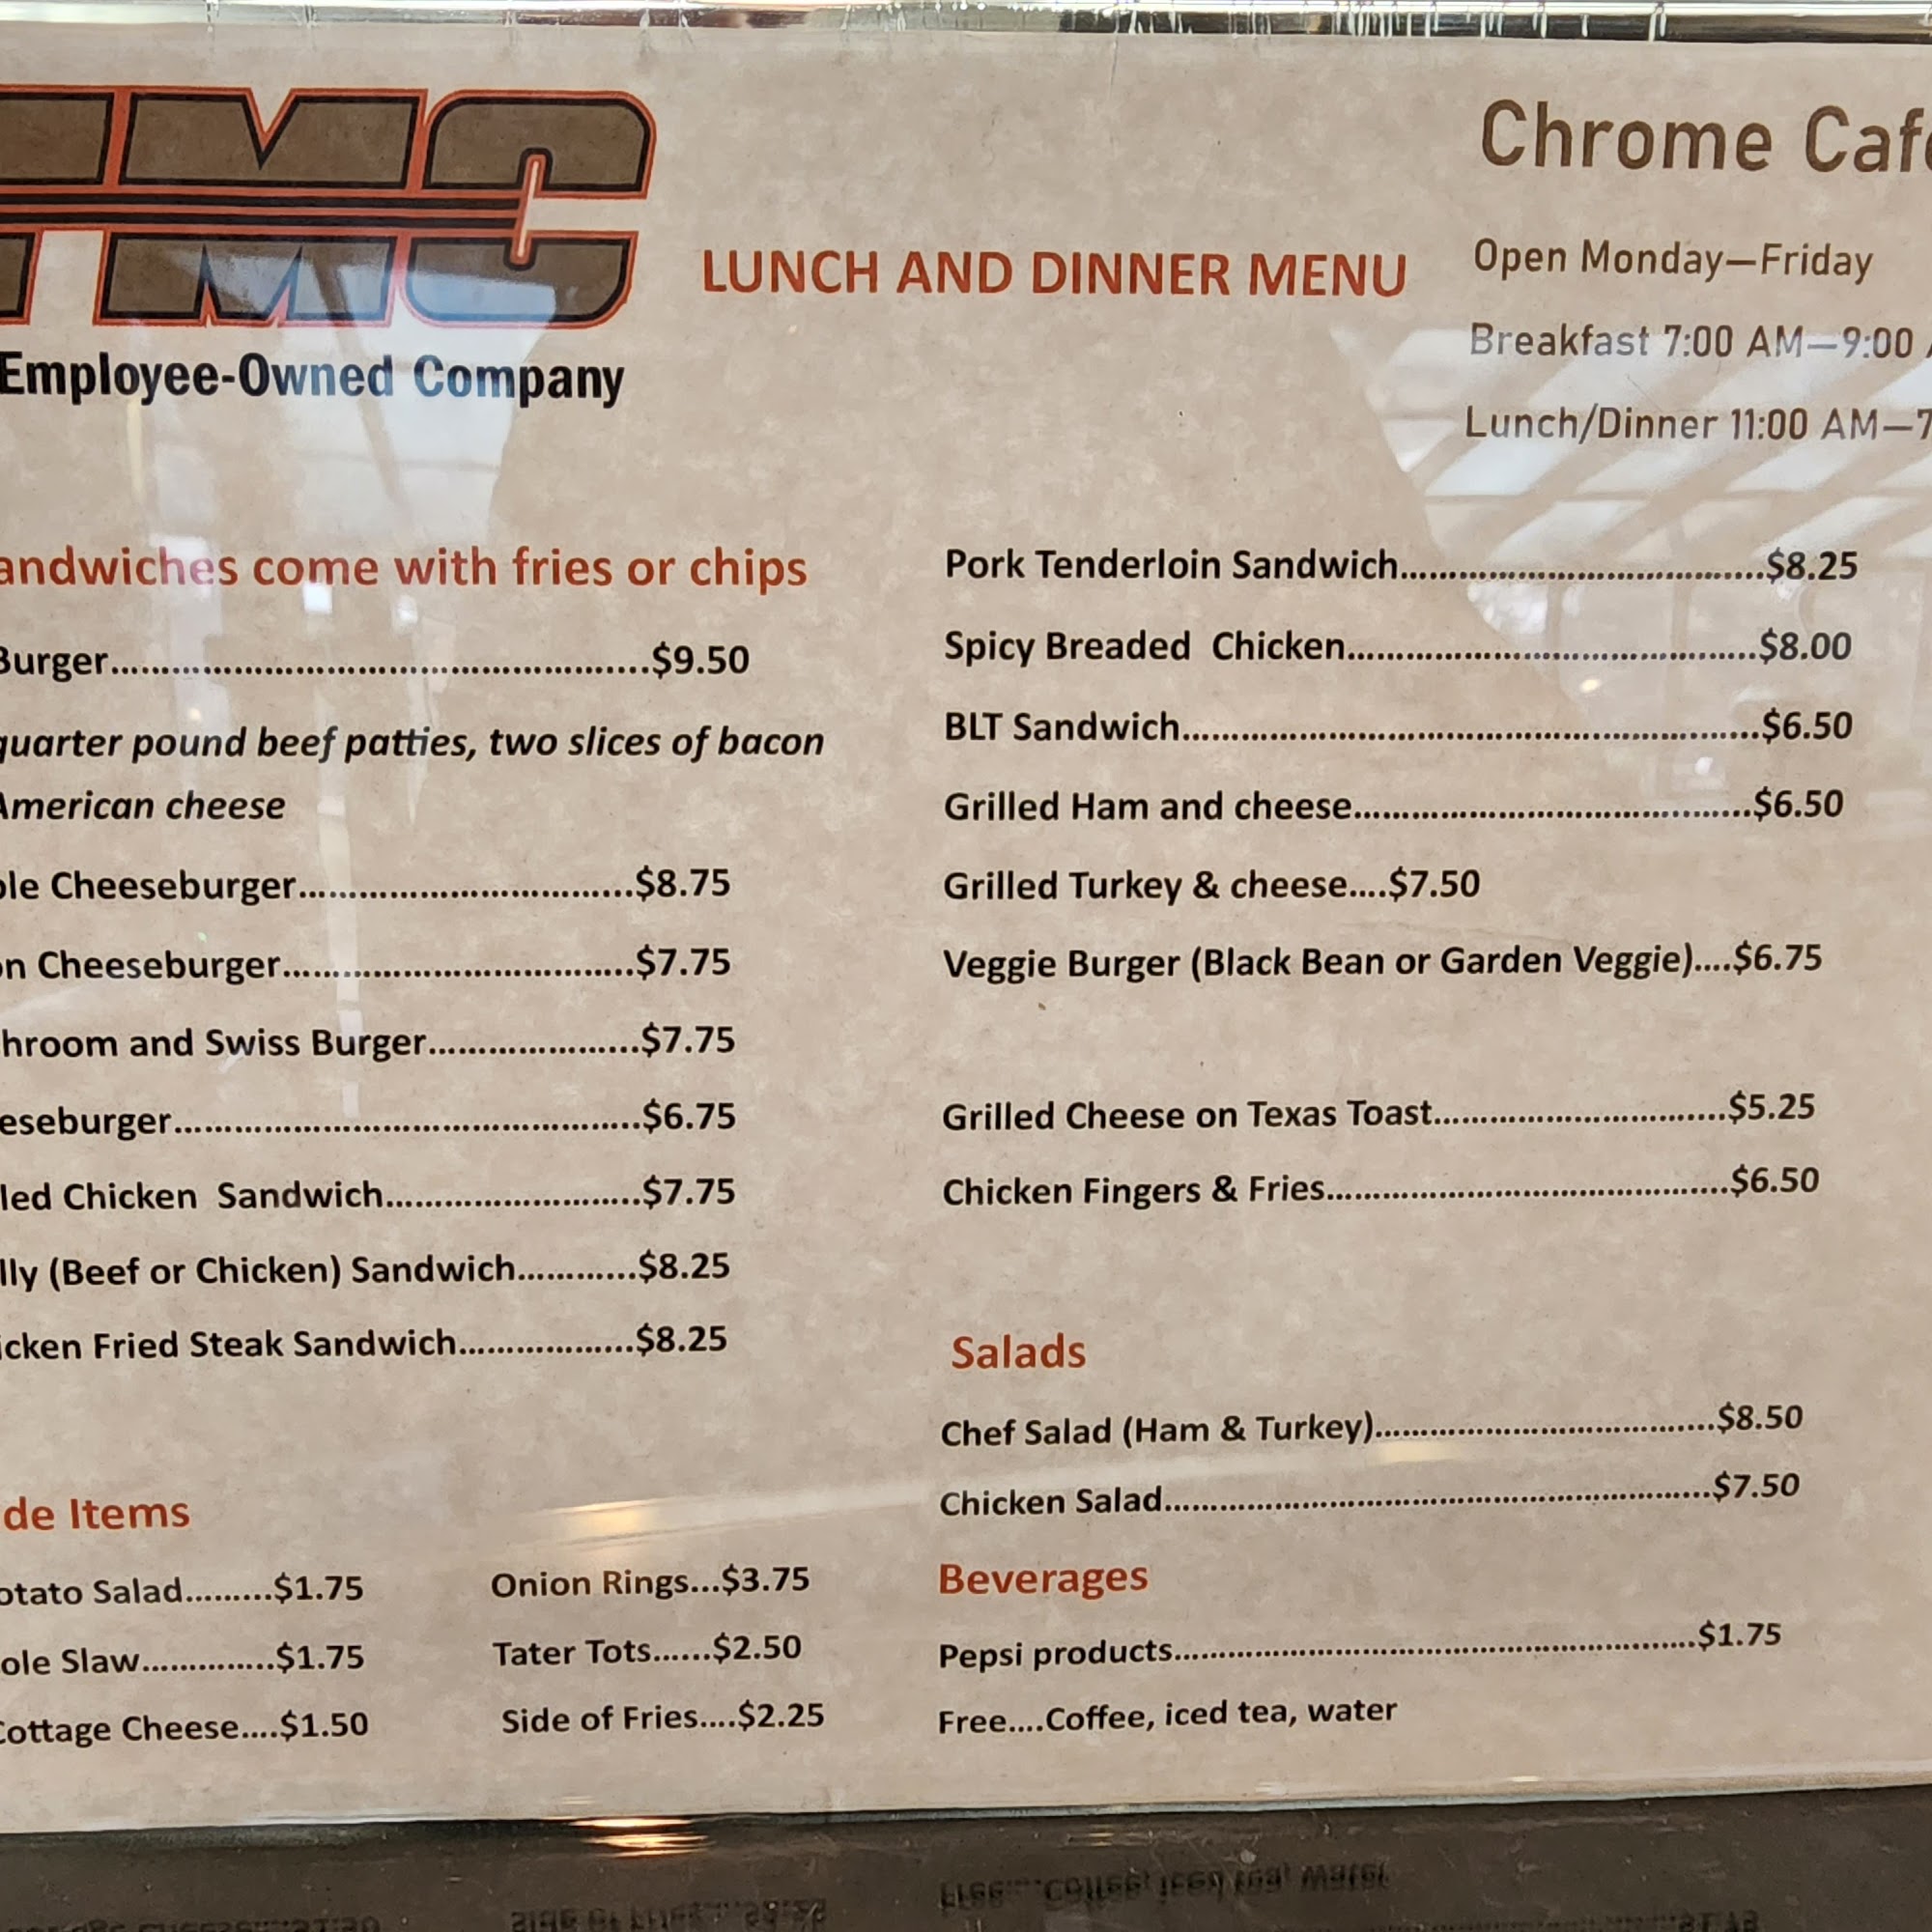 TMC
Employee-Owned Company
LUNCH AND DINNER MENU
Chrome Caf
Open Monday—Friday
Breakfast 7:00 AM—9:00
Lunch/Dinner 11:00 AM—7
andwiches come with fries or chips
Burger.....................................................$9.50
quarter pound beef patties, two slices of bacon
American cheese
ble Cheeseburger.................................$8.75
on Cheeseburger..................................$7.75
hroom and Swiss Burger.....................$7.75
eseburger..............................................$6.75
led Chicken  Sandwich.........................$7.75
lly (Beef or Chicken) Sandwich............$8.25
icken Fried Steak Sandwich.................$8.25
de Items
otato Salad.........$1.75
ole Slaw.............$1.75
Cottage Cheese....$1.50
Onion Rings...$3.75
Tater Tots......$2.50
Side of Fries....$2.25
Pork Tenderloin Sandwich....................................$8.25
Spicy Breaded  Chicken........................................$8.00
BLT Sandwich.........................................................$6.50
Grilled Ham and cheese.......................................$6.50
Grilled Turkey & cheese....$7.50
Veggie Burger (Black Bean or Garden Veggie)....$6.75
Grilled Cheese on Texas Toast.............................$5.25
Chicken Fingers & Fries........................................$6.50
Salads
Chef Salad (Ham & Turkey)..................................$8.50
Chicken Salad.......................................................$7.50
Beverages
Pepsi products.....................................................$1.75
Free....Coffee, iced tea, water